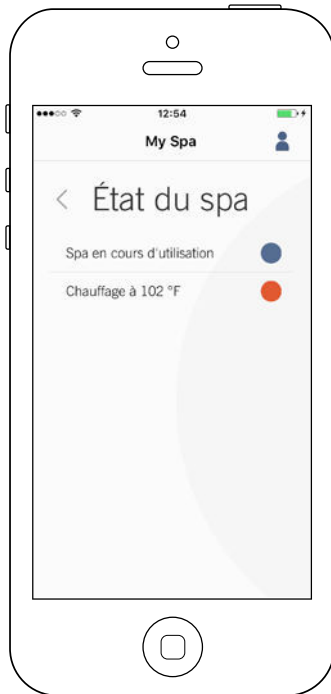 12:54
My Spa
État du spa
Spa en cours d'utilisation
Chauffage à 102 °F